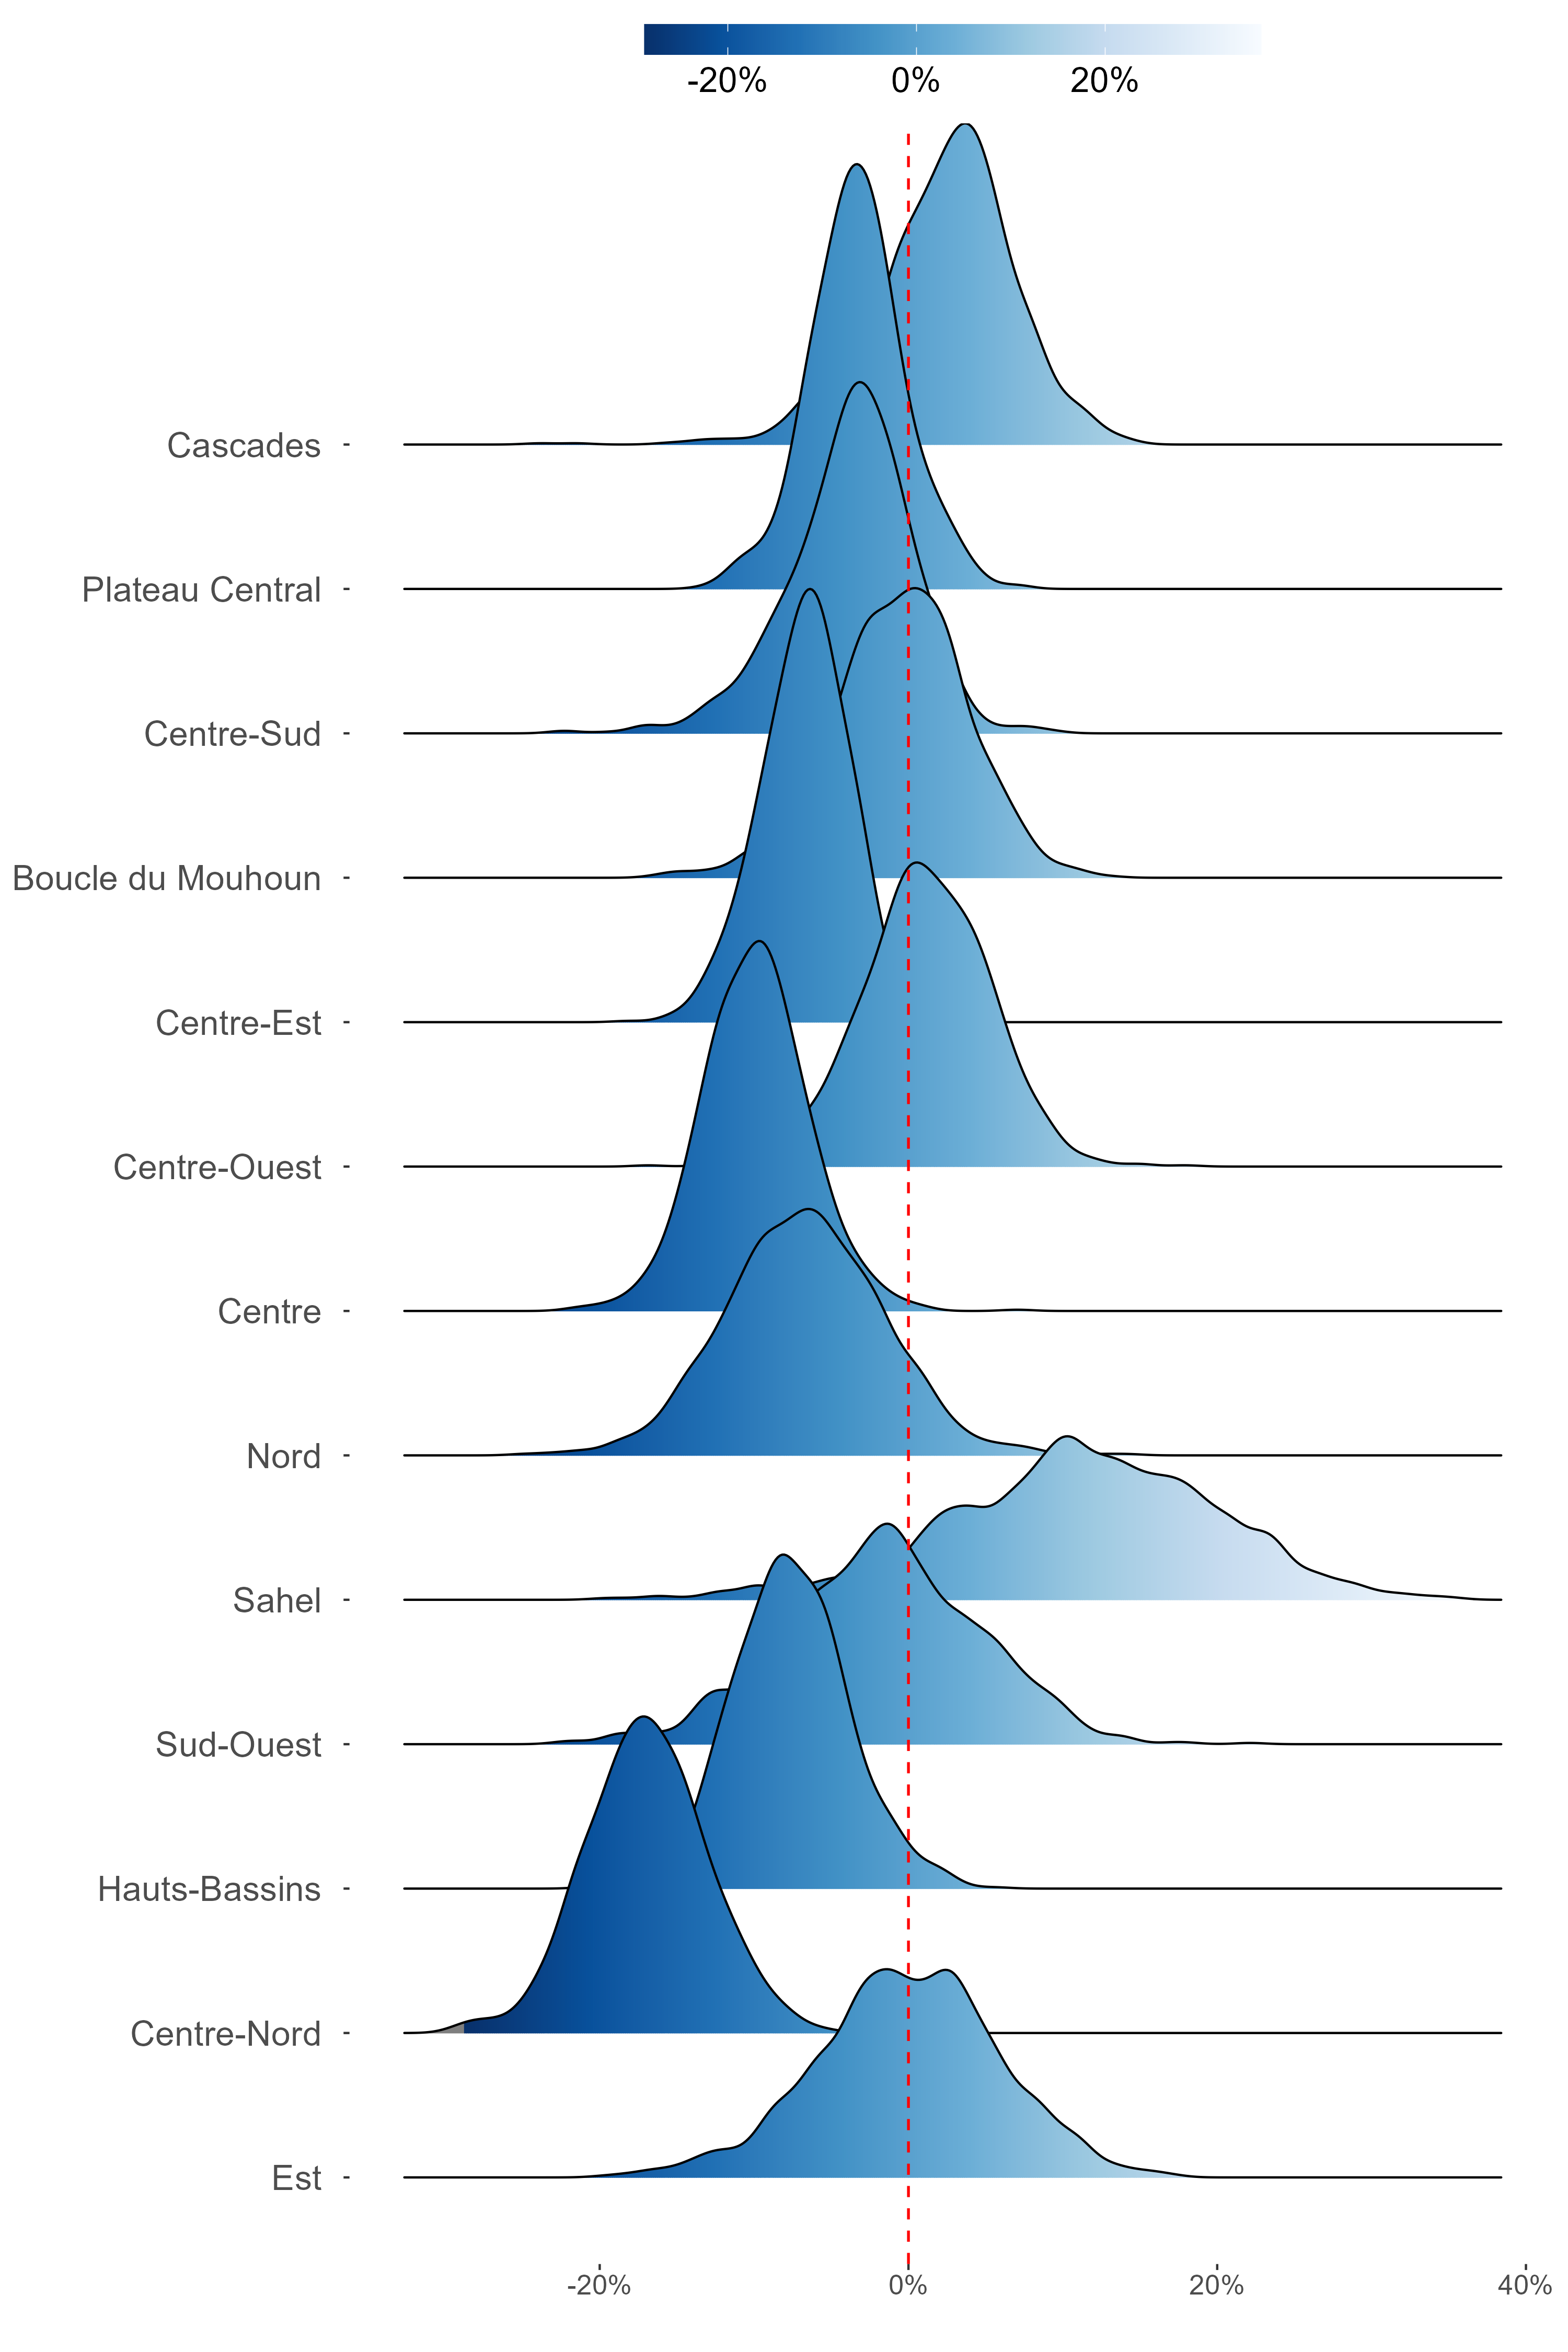 -20% 0% 20%
Cascades
Plateau Central
Centre-Sud
Boucle du Mouhoun
Centre-Est
Centre-Ouest
Centre
Nord
Sahel
Sud-Ouest
Hauts-Bassins
Centre-Nord
Est
-20% 0% 20% 40%